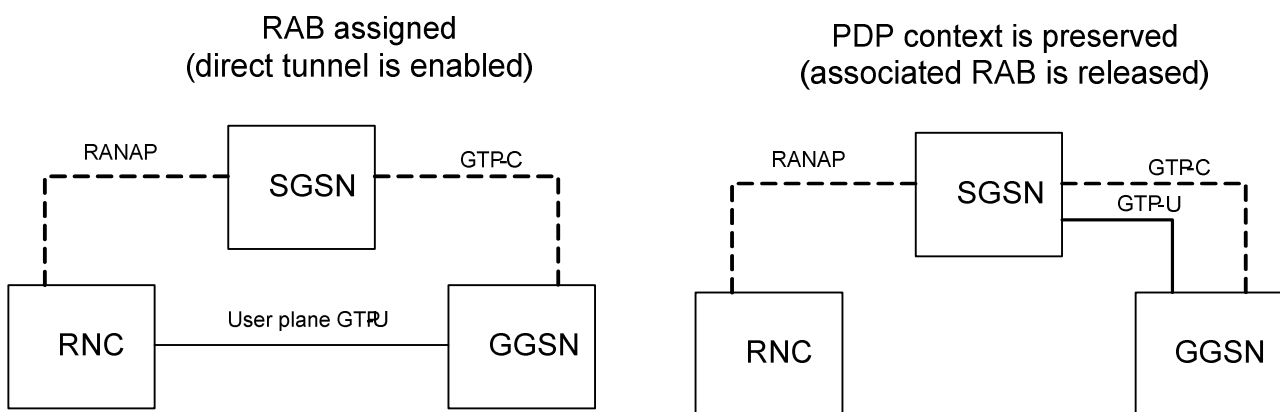 RAB assigned
(direct tunnel is enabled)
RANAP
GTP-C
SGSN
RNC
User plane GTP-U
GGSN
PDP context is preserved
(associated RAB is released)
RANAP
GTP-C
SGSN
GTP-U
RNC
GGSN